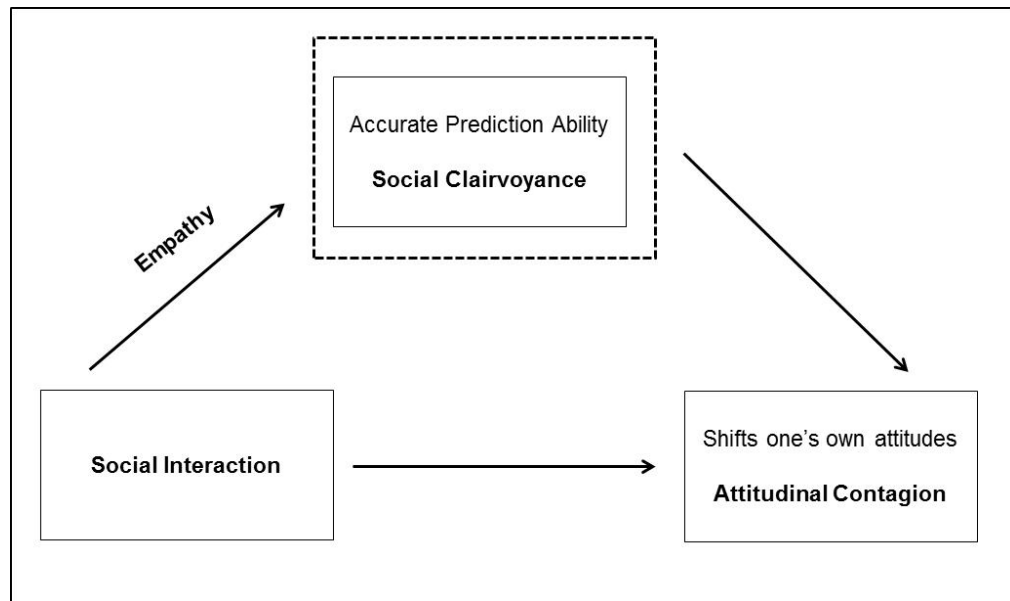 Accurate Prediction Ability
Social Clairvoyance
Empathy
Social Interaction
Shifts one's own attitudes
Attitudinal Contagion